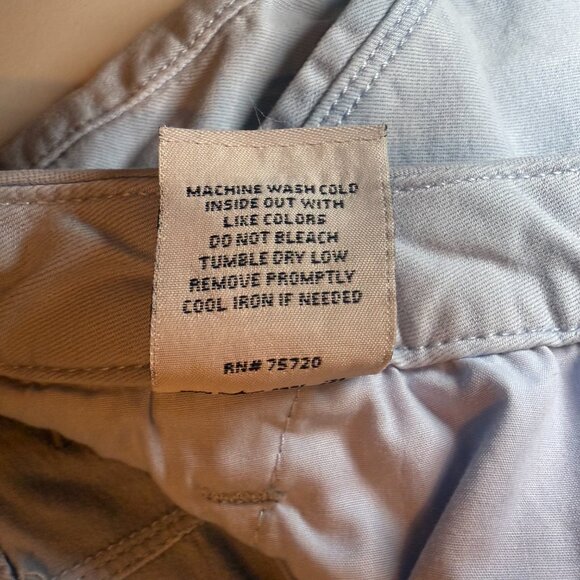 MACHINE WASH COLD
INSIDE OUT WITH
LIKE COLORS
DO NOT BLEACH
TUMBLE DRY LOW
REMOVE PROMPTLY
COOL IRON IF NEEDED
RN# 75720